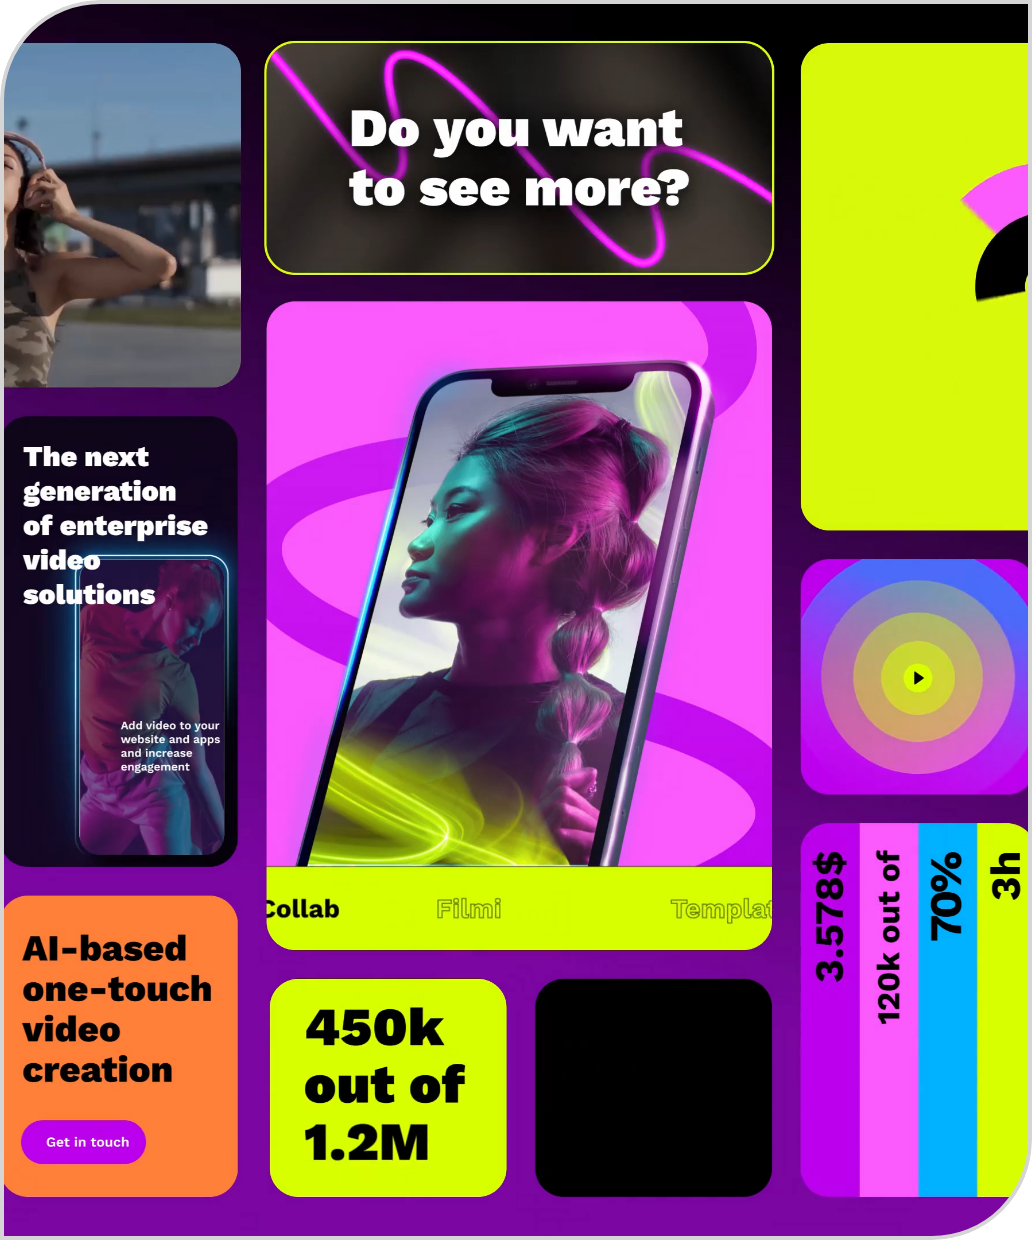 Do you want
to see more?
The next
generation
of enterprise
video
solutions
Add video to your
website and apps
and increase
engagement
Collab
Filmi
Templat
AI-based
one-touch
video
creation
Get in touch
450k
out of
1.2M
3.578$
120k out of
70%
3h